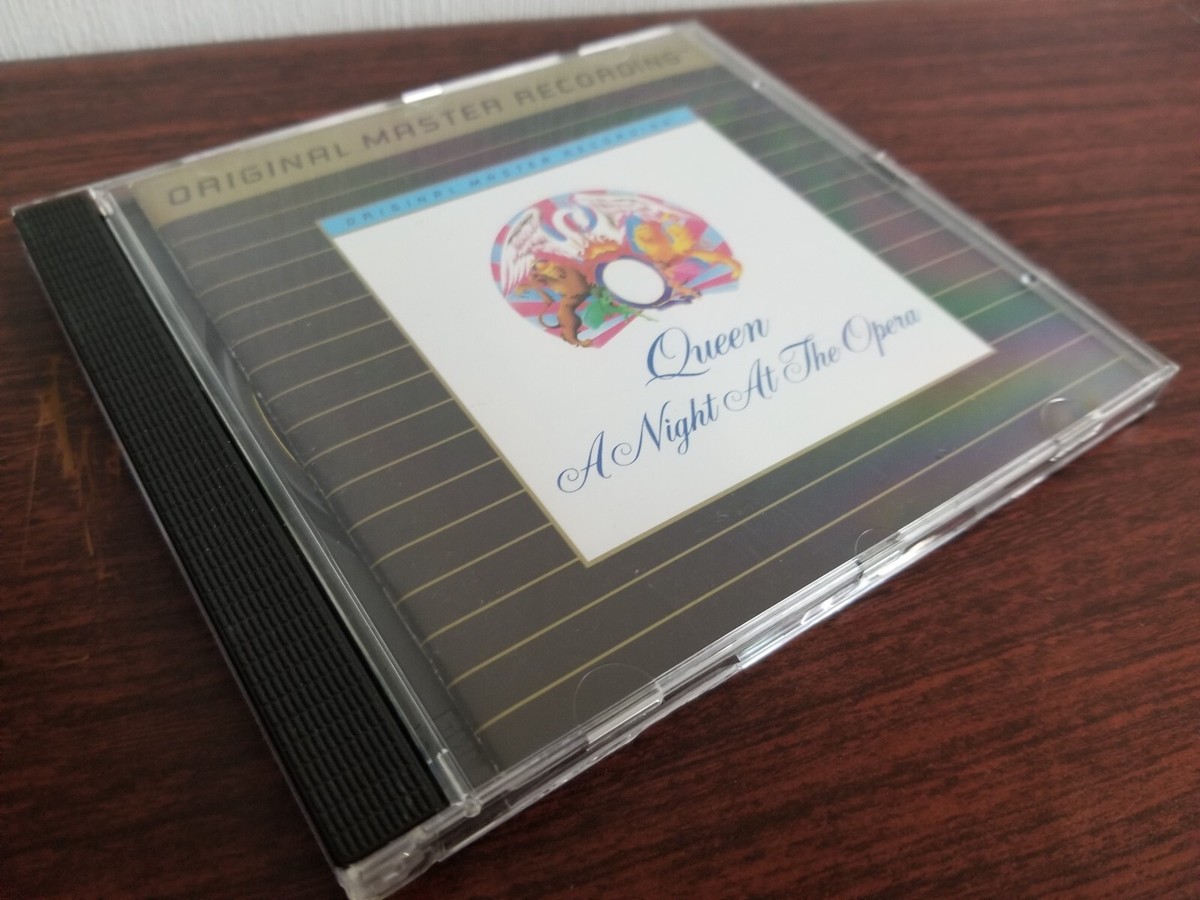 ORIGINAL MASTER RECORDING
ORIGINAL MASTER RECORDING
Queen
A Night At The Opera